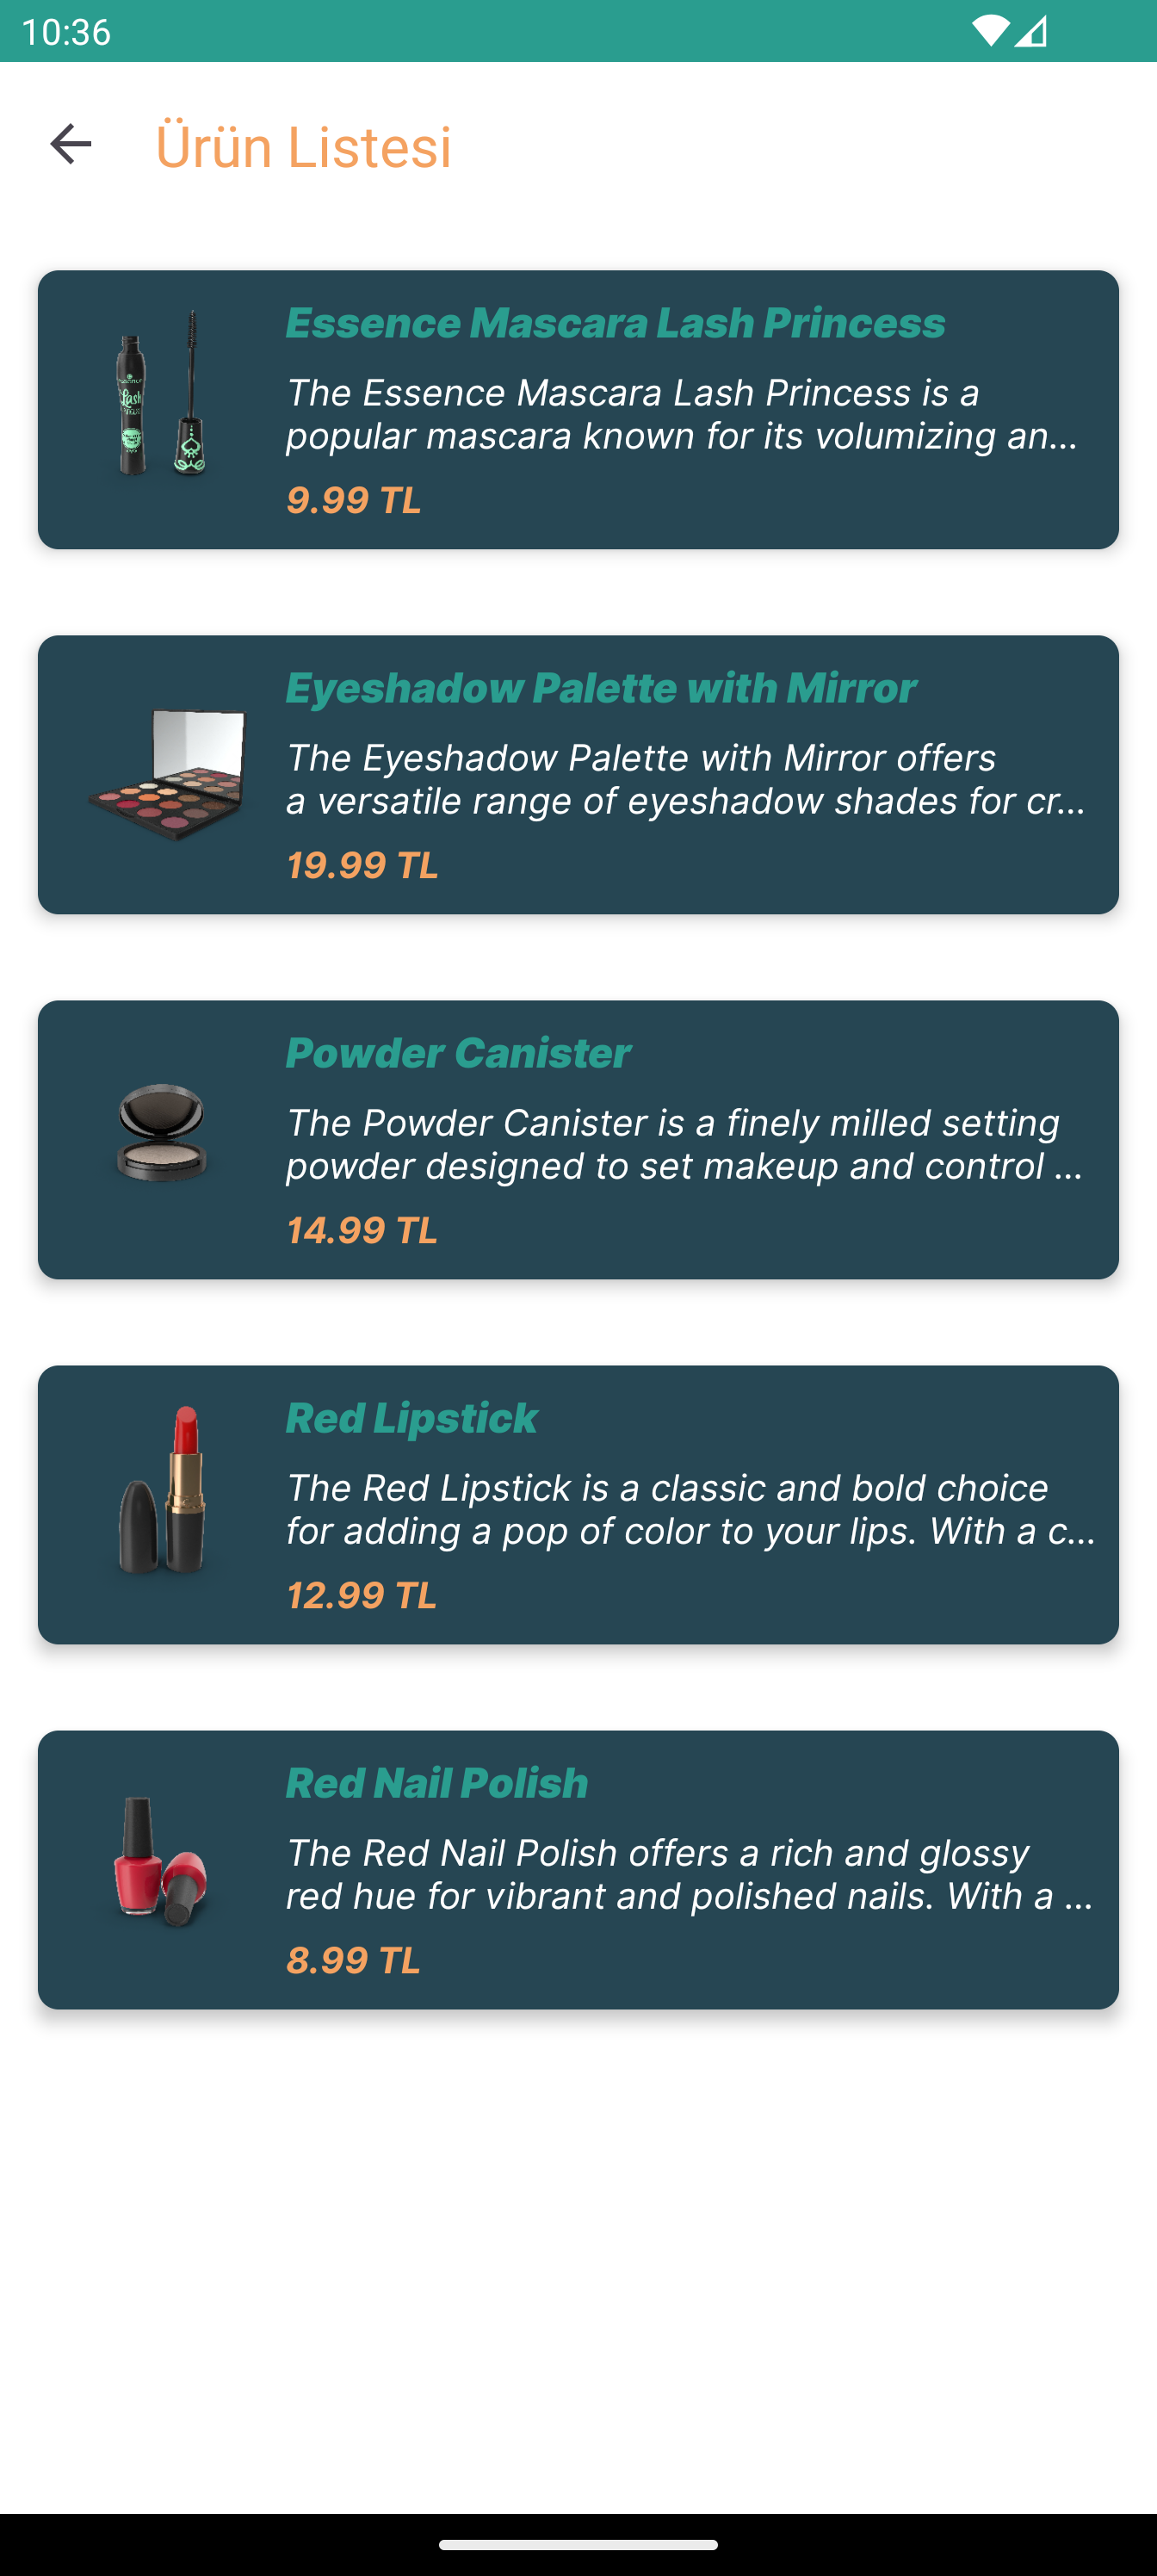 10:36
Ürün Listesi
Essence Mascara Lash Princess
The Essence Mascara Lash Princess is a
popular mascara known for its volumizing an...
9.99 TL
Eyeshadow Palette with Mirror
The Eyeshadow Palette with Mirror offers
a versatile range of eyeshadow shades for cr...
19.99 TL
Powder Canister
The Powder Canister is a finely milled setting
powder designed to set makeup and control ...
14.99 TL
Red Lipstick
The Red Lipstick is a classic and bold choice
for adding a pop of color to your lips. With a c...
12.99 TL
Red Nail Polish
The Red Nail Polish offers a rich and glossy
red hue for vibrant and polished nails. With a ...
8.99 TL